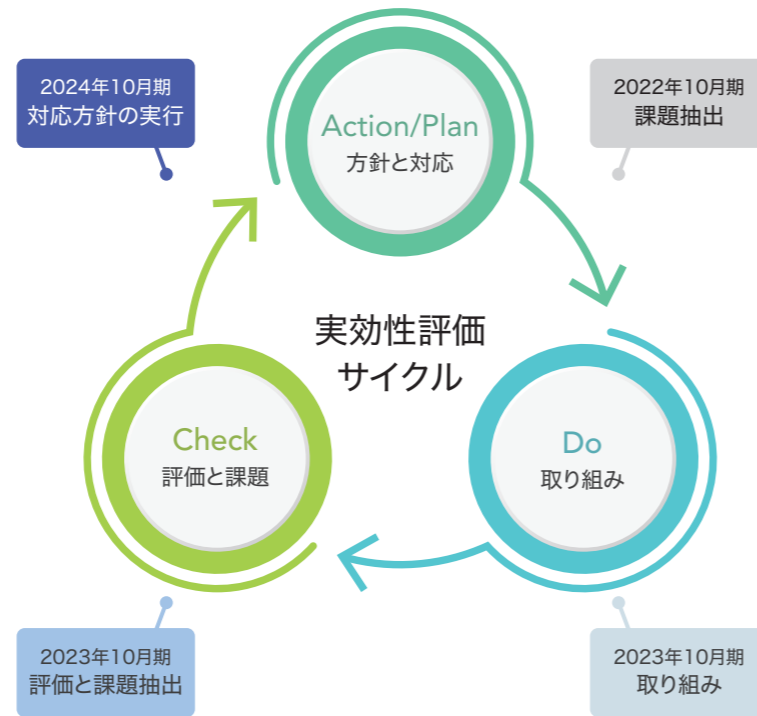 2024年10月期
対応方針の実行
Action/Plan
方針と対応
2022年10月期
課題抽出
実効性評価
サイクル
Check
評価と課題
Do
取り組み
2023年10月期
評価と課題抽出
2023年10月期
取り組み